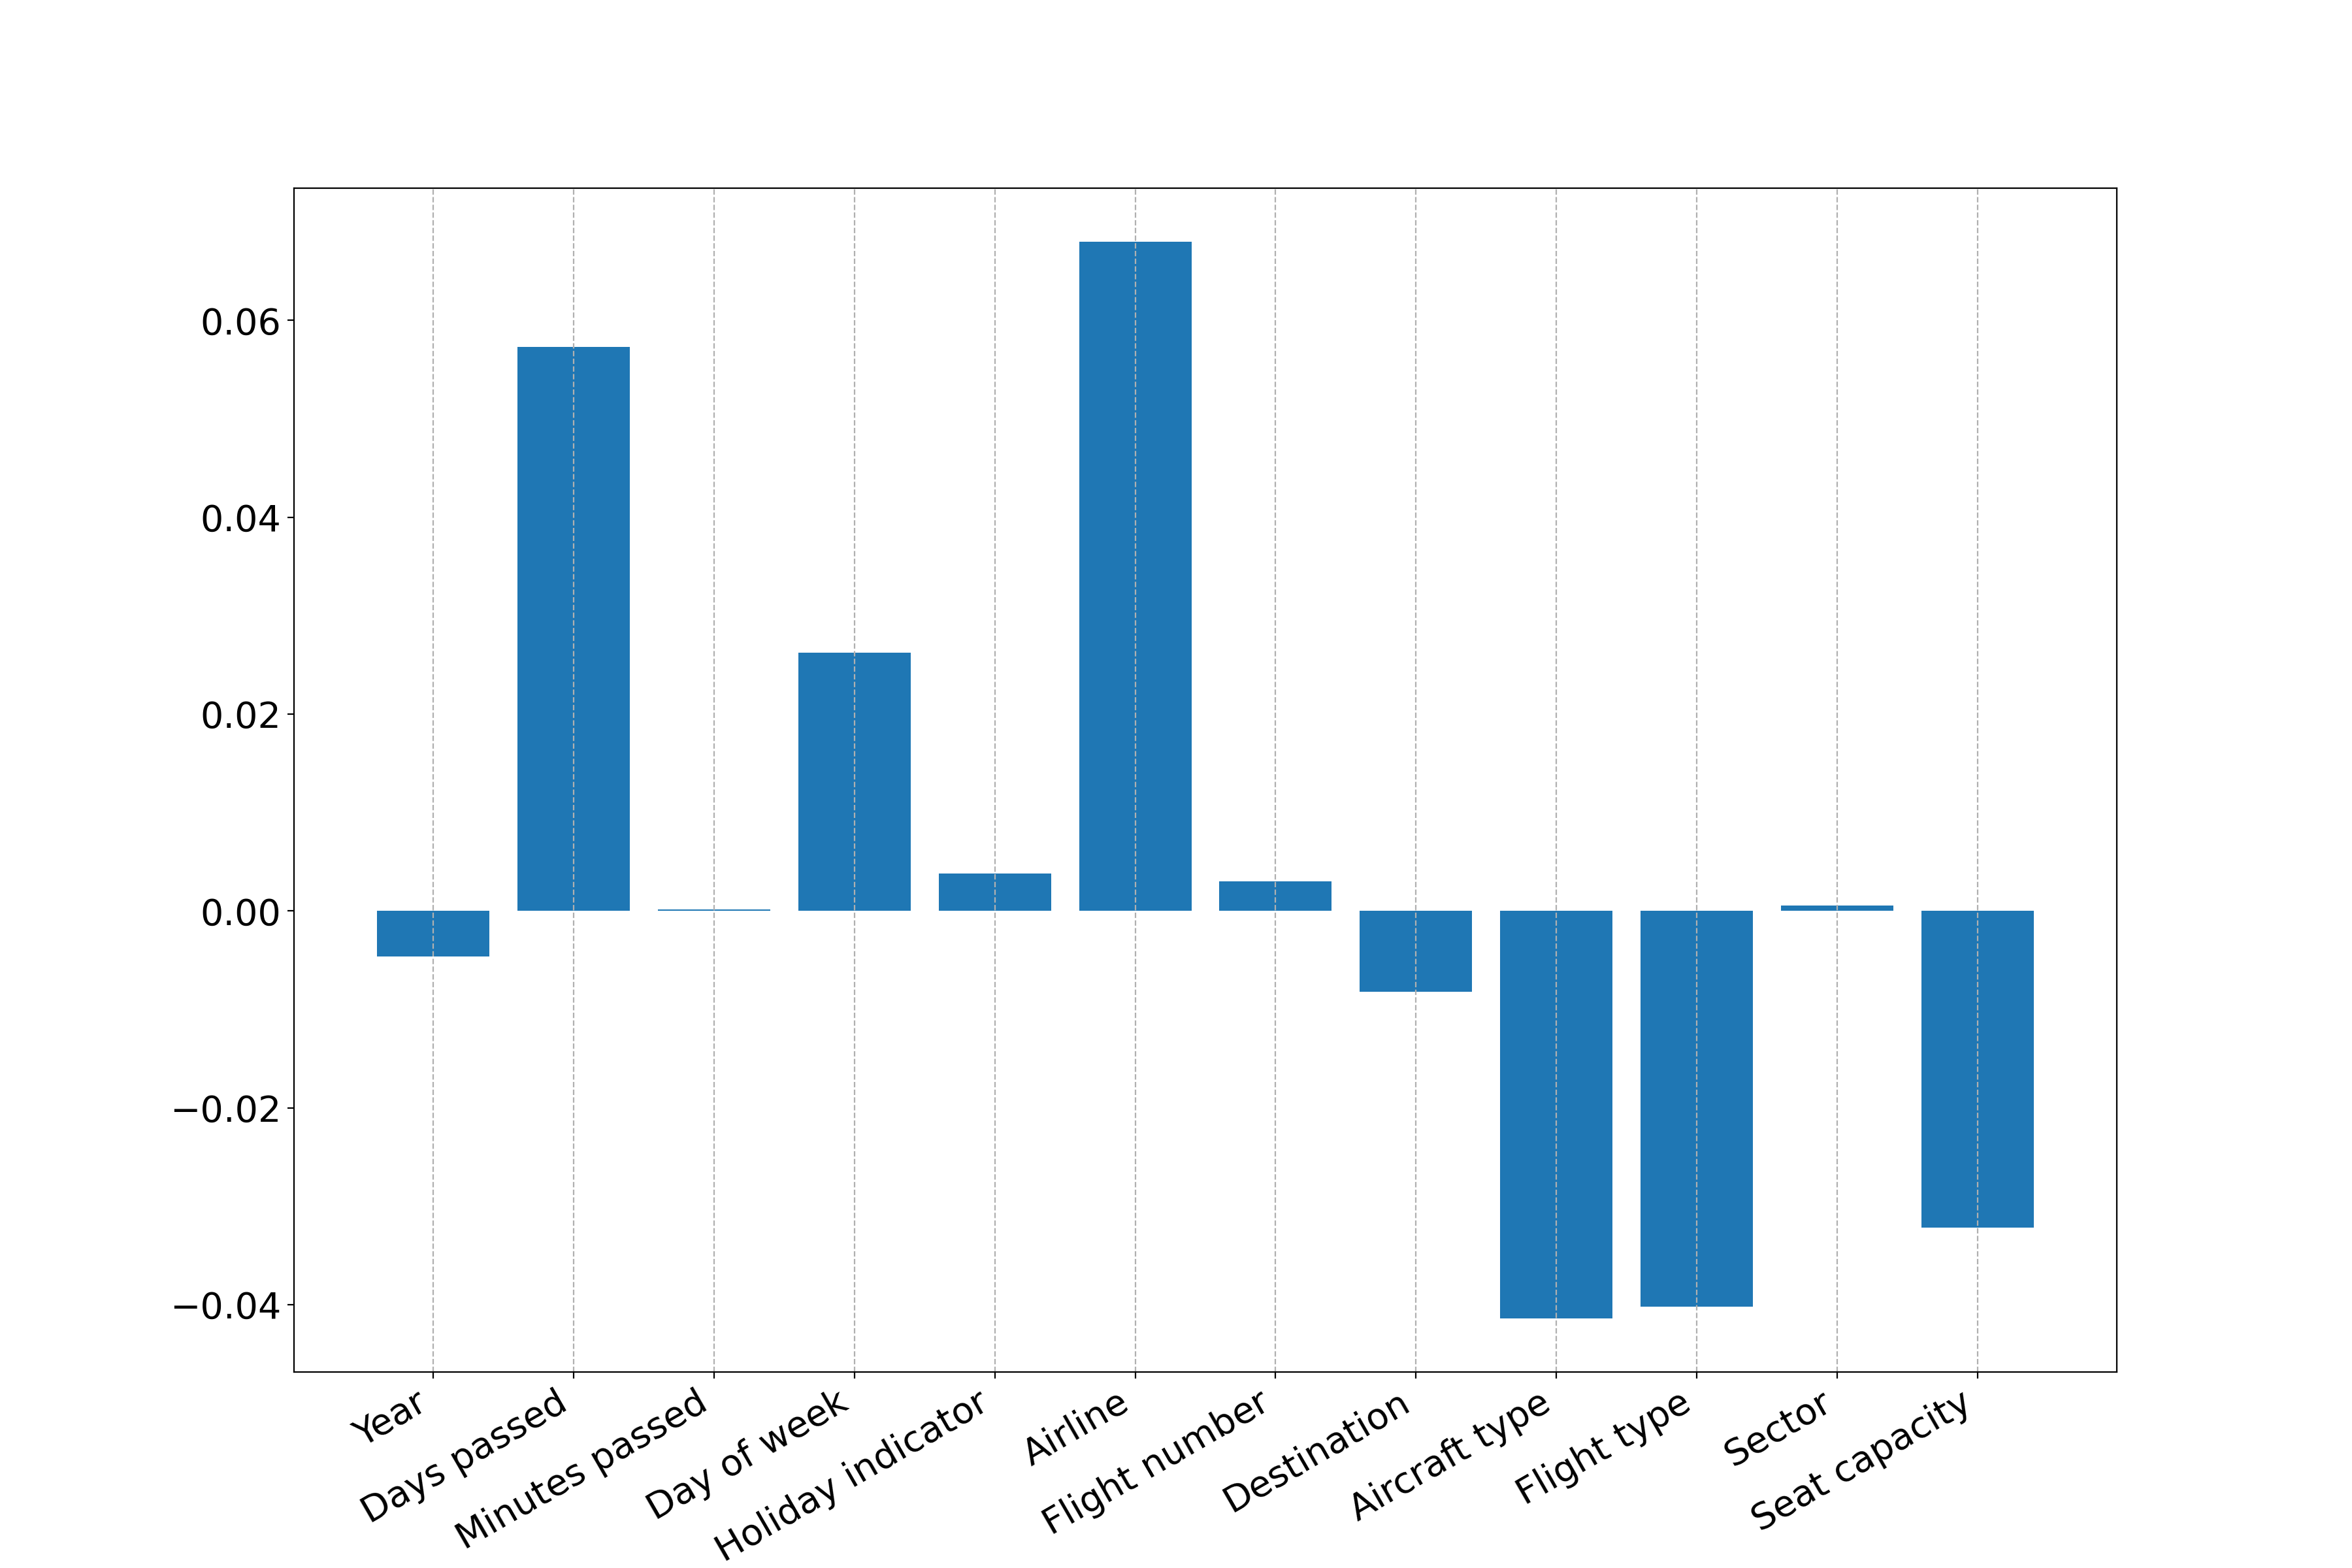 0.06
0.04
0.02
0.00
−0.02
−0.04
Year
Days passed
Minutes passed
Day of week
Holiday indicator
Airline
Flight number
Destination
Aircraft type
Flight type
Sector
Seat capacity